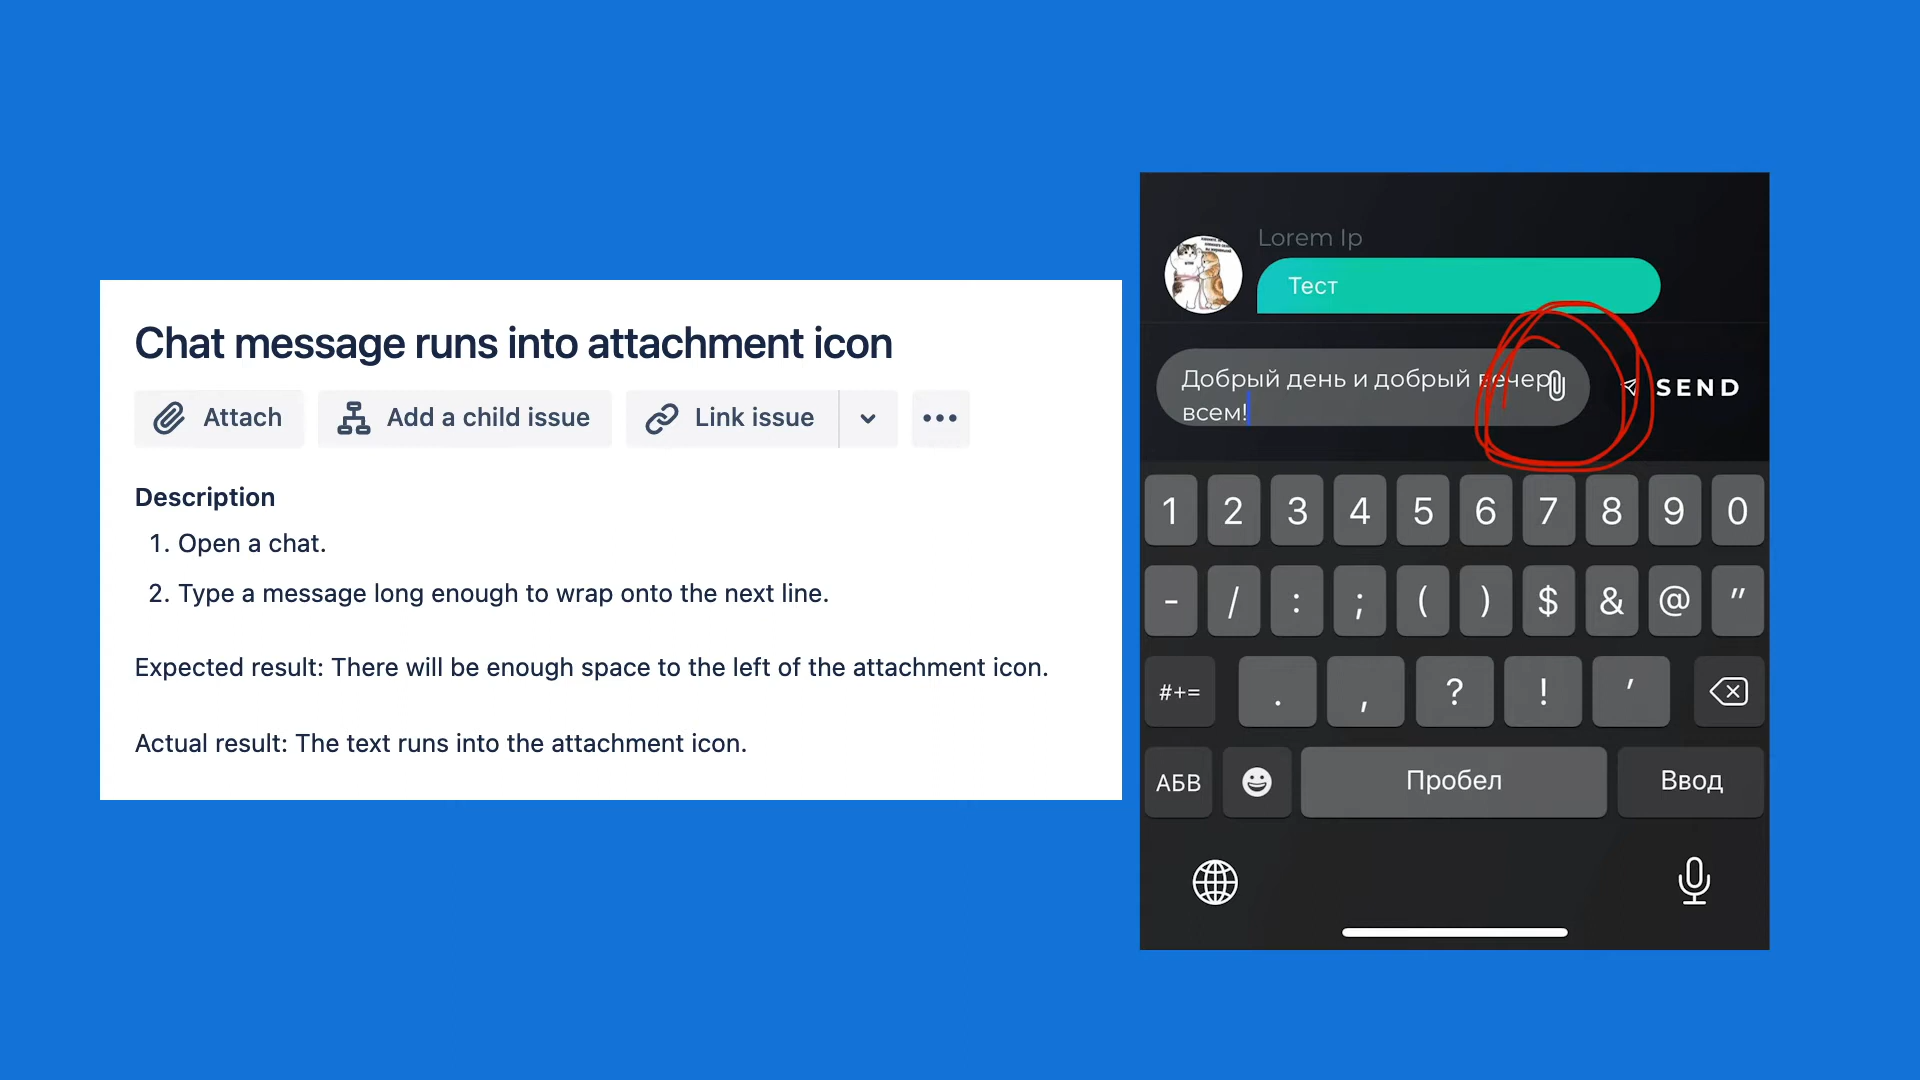 Chat message runs into attachment icon
Attach
Add a child issue
Link issue
Description
1. Open a chat.
2. Type a message long enough to wrap onto the next line.
Expected result: There will be enough space to the left of the attachment icon.
Actual result: The text runs into the attachment icon.
Lorem Ip
Тест
Добрый день и добрый вечер
всем!
SEND
1 2 3 4 5 6 7 8 9 0
- / : ; ( ) $ & @ "
#+= . , ? ! ’
АБВ Пробел Ввод